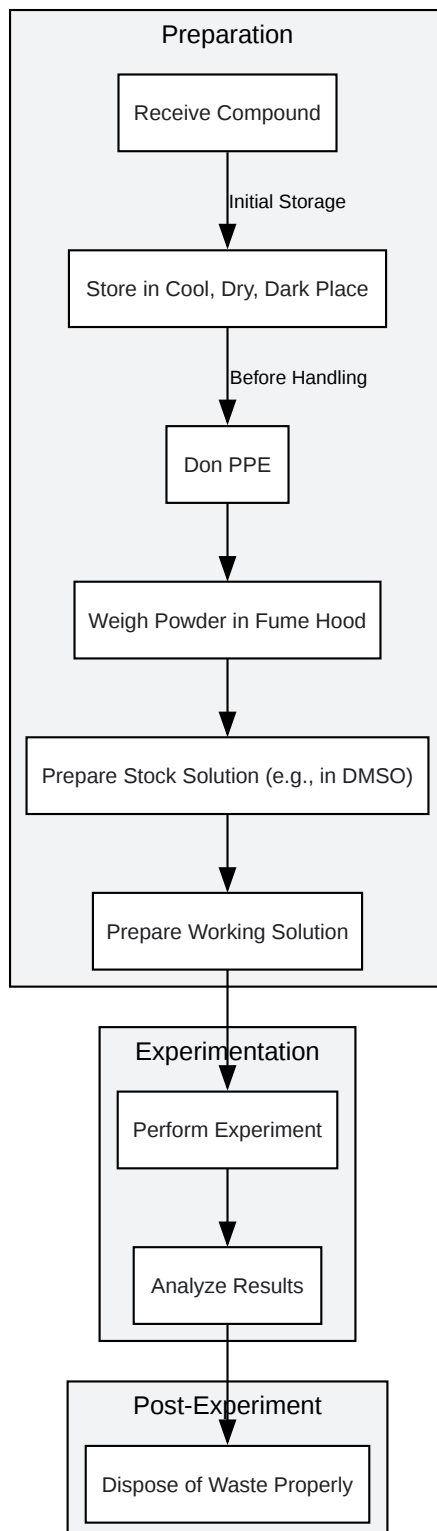 Preparation
Receive Compound
Initial Storage
Store in Cool, Dry, Dark Place
Before Handling
Don PPE
Weigh Powder in Fume Hood
Prepare Stock Solution (e.g., in DMSO)
Prepare Working Solution
Experimentation
Perform Experiment
Analyze Results
Post-Experiment
Dispose of Waste Properly